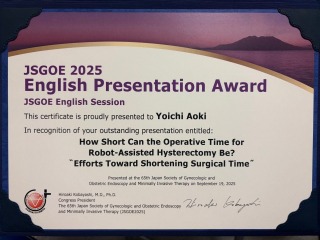 JSGOE 2025
English Presentation Award
JSGOE English Session
This certificate is proudly presented to Yoichi Aoki
In recognition of your outstanding presentation entitled:
How Short Can the Operative Time for
Robot-Assisted Hysterectomy Be?
~Efforts Toward Shortening Surgical Time~
Presented at the 65th Japan Society of Gynecologic and
Obstetric Endoscopy and Minimally Invasive Therapy on September 19, 2025
Hiroaki Kobayashi, M.D., Ph.D.
Congress President
The 65th Japan Society of Gynecologic and Obstetric Endoscopy
and Minimally Invasive Therapy (JSGOE2025)
Hiroaki Kobayashi